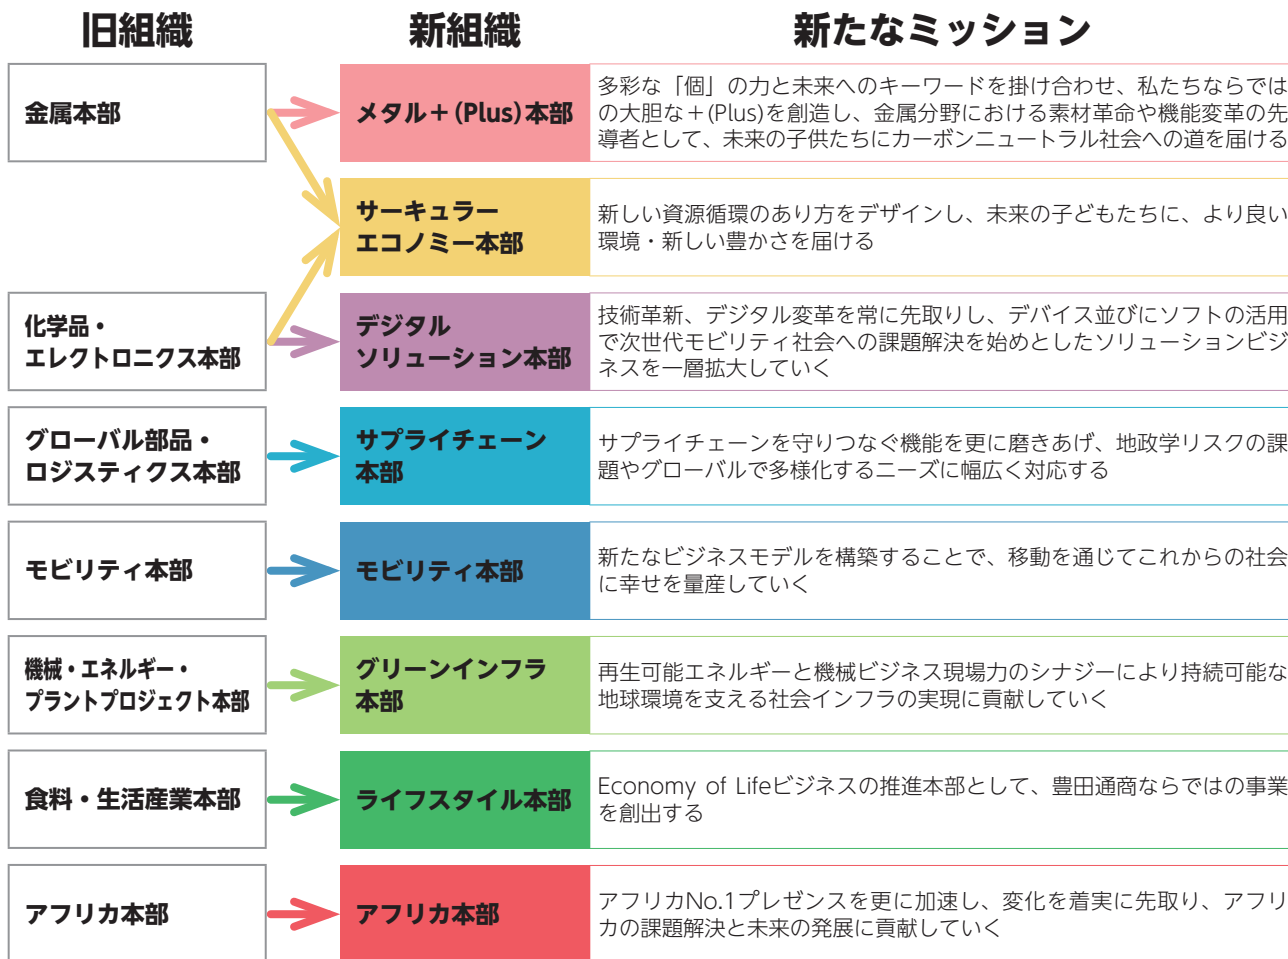 旧組織
新組織
新たなミッション
金属本部
メタル＋(Plus)本部
多彩な「個」の力と未来へのキーワードを掛け合わせ、私たちならでは
の大胆な＋(Plus)を創造し、金属分野における素材革命や機能変革の先
導者として、未来の子供たちにカーボンニュートラル社会への道を届ける
サーキュラー
エコノミー本部
新しい資源循環のあり方をデザインし、未来の子どもたちに、より良い
環境・新しい豊かさを届ける
化学品・
エレクトロニクス本部
デジタル
ソリューション本部
技術革新、デジタル変革を常に先取りし、デバイス並びにソフトの活用
で次世代モビリティ社会への課題解決を始めとしたソリューションビジ
ネスを一層拡大していく
グローバル部品・
ロジスティクス本部
サプライチェーン
本部
サプライチェーンを守りつなぐ機能を更に磨きあげ、地政学リスクの課
題やグローバルで多様化するニーズに幅広く対応する
モビリティ本部
モビリティ本部
新たなビジネスモデルを構築することで、移動を通じてこれからの社会
に幸せを量産していく
機械・エネルギー・
プラントプロジェクト本部
グリーンインフラ
本部
再生可能エネルギーと機械ビジネス現場力のシナジーにより持続可能な
地球環境を支える社会インフラの実現に貢献していく
食料・生活産業本部
ライフスタイル本部
Economy of Lifeビジネスの推進本部として、豊田通商ならではの事業
を創出する
アフリカ本部
アフリカ本部
アフリカNo.1プレゼンスを更に加速し、変化を着実に先取り、アフリ
カの課題解決と未来の発展に貢献していく